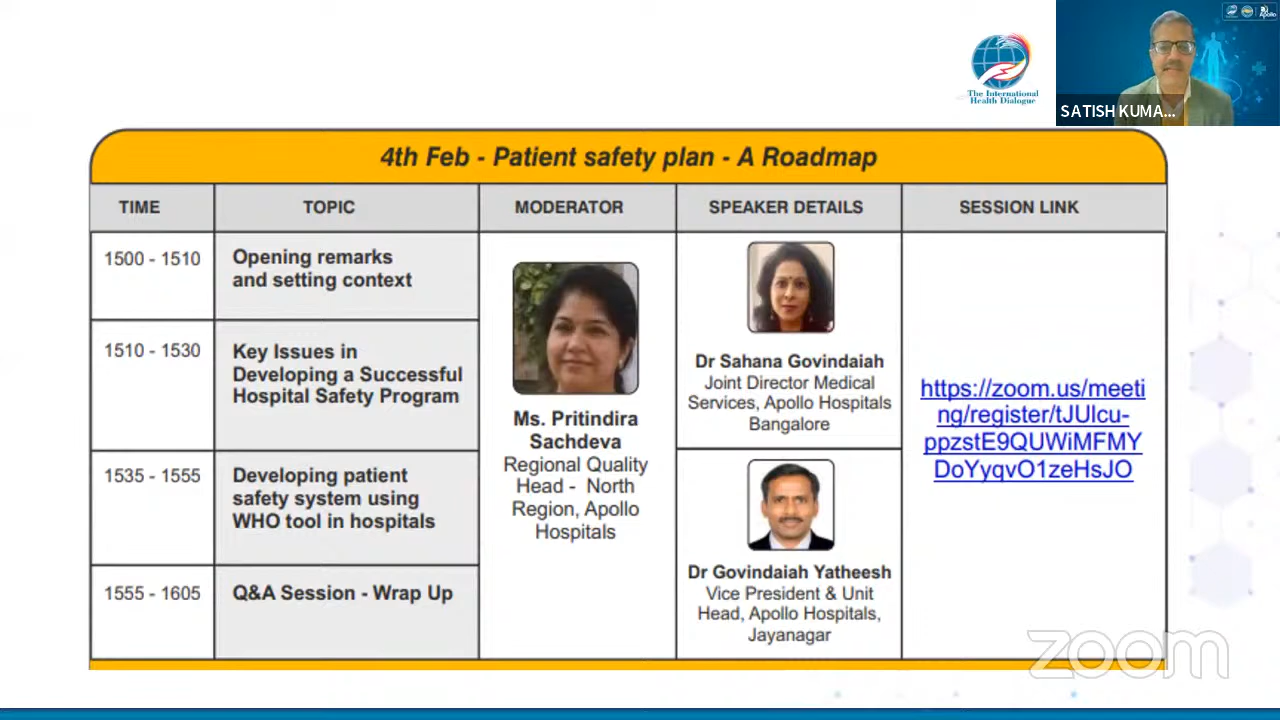 The International
Health Dialogue
Apollo
SATISH KUMA...
4th Feb - Patient safety plan - A Roadmap
TIME
TOPIC
MODERATOR
SPEAKER DETAILS
SESSION LINK
1500 - 1510
Opening remarks
and setting context
1510 - 1530
Key Issues in
Developing a Successful
Hospital Safety Program
1535 - 1555
Developing patient
safety system using
WHO tool in hospitals
1555 - 1605
Q&A Session - Wrap Up
Ms. Pritindira
Sachdeva
Regional Quality
Head - North
Region, Apollo
Hospitals
Dr Sahana Govindaiah
Joint Director Medical
Services, Apollo Hospitals
Bangalore
Dr Govindaiah Yatheesh
Vice President & Unit
Head, Apollo Hospitals,
Jayanagar
https://zoom.us/meeti
ng/register/tJUlcu-
ppzstE9QUWiMFMY
DoYyqvO1zeHsJO
zoom